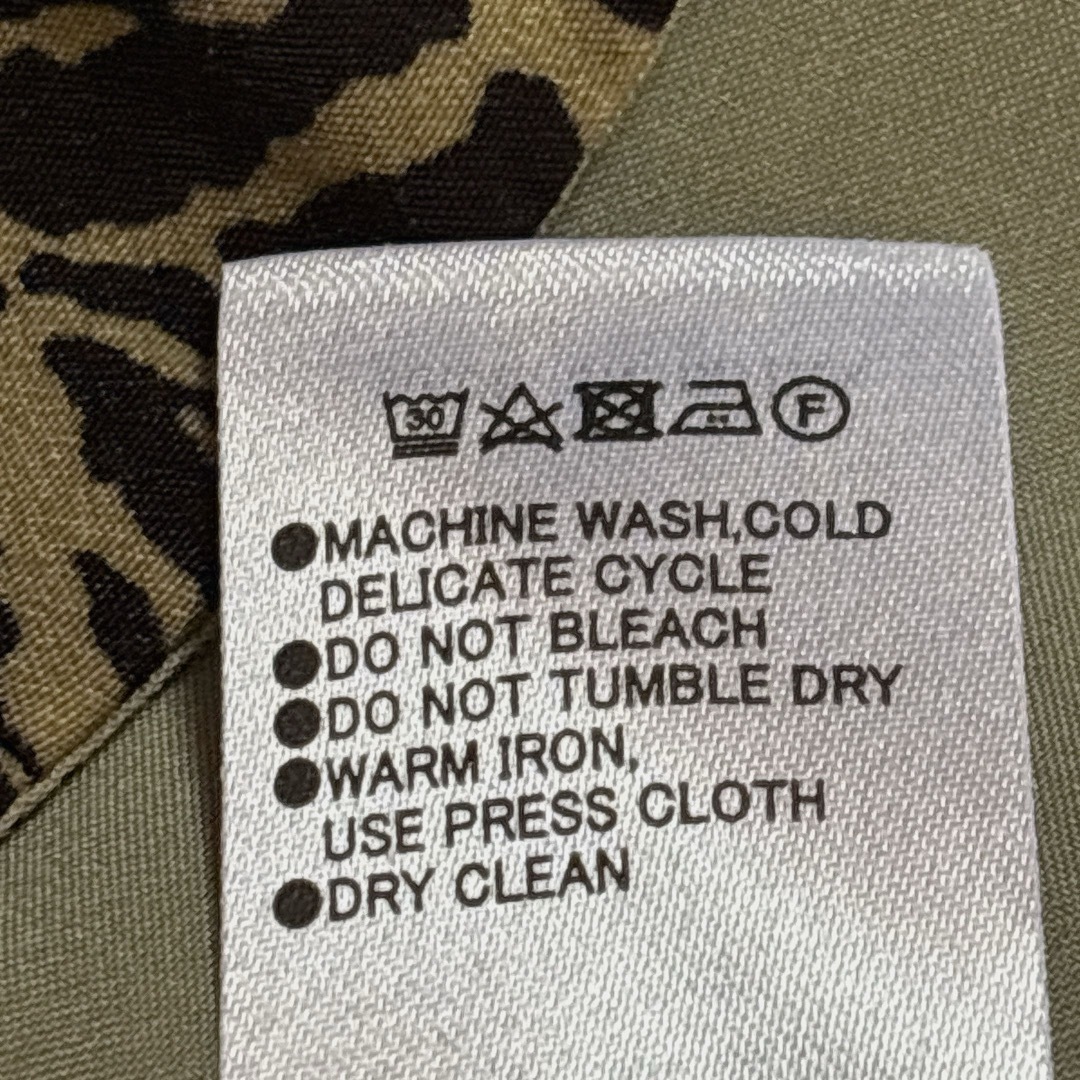 30 F
●MACHINE WASH,COLD
DELICATE CYCLE
●DO NOT BLEACH
●DO NOT TUMBLE DRY
●WARM IRON,
USE PRESS CLOTH
●DRY CLEAN